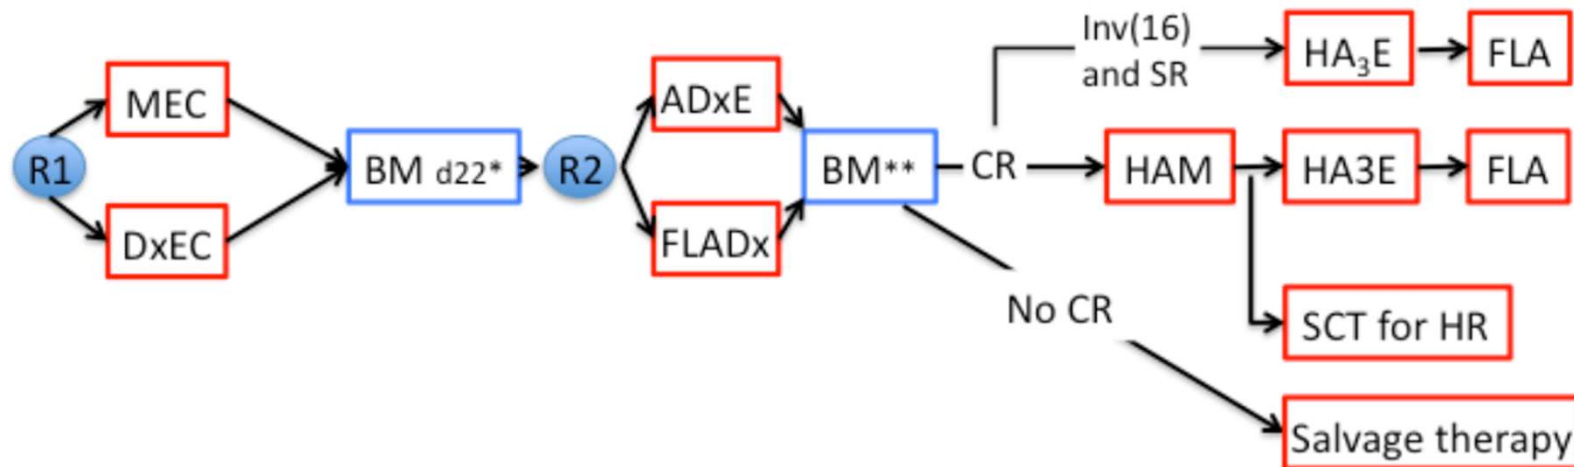 R1
MEC
DxEC
BM d22*
R2
ADxE
FLADx
BM**
CR
Inv(16)
and SR
HA₃E
FLA
HAM
HA3E
FLA
SCT for HR
No CR
Salvage therapy